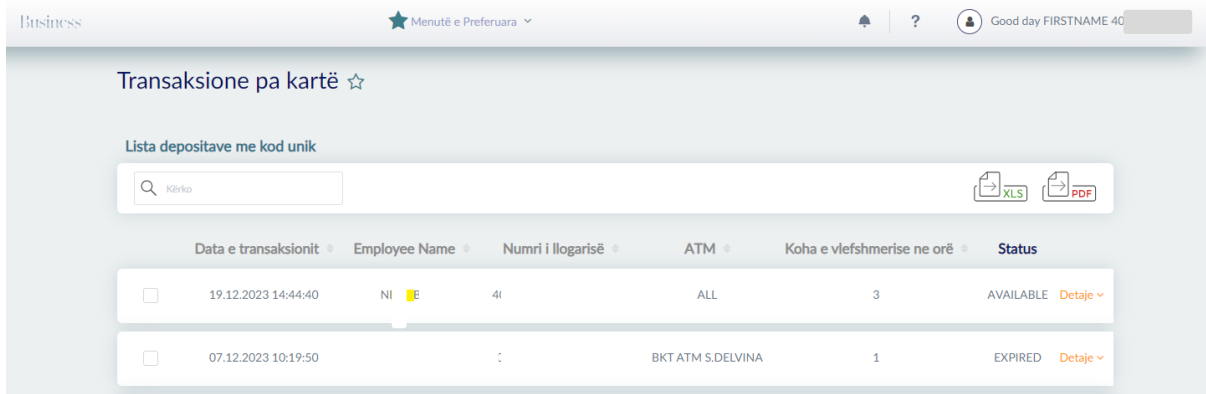 Business Menutë e Preferuara ? Good day FIRSTNAME 40
Transaksione pa kartë
Lista depositave me kod unik
Kërko XLS PDF
Data e transaksionit Employee Name Numri i llogarisë ATM Koha e vlefshmerise ne orë Status
19.12.2023 14:44:40 NI B 40 ALL 3 AVAILABLE Detaje
07.12.2023 10:19:50 BKT ATM S.DELVINA 1 EXPIRED Detaje